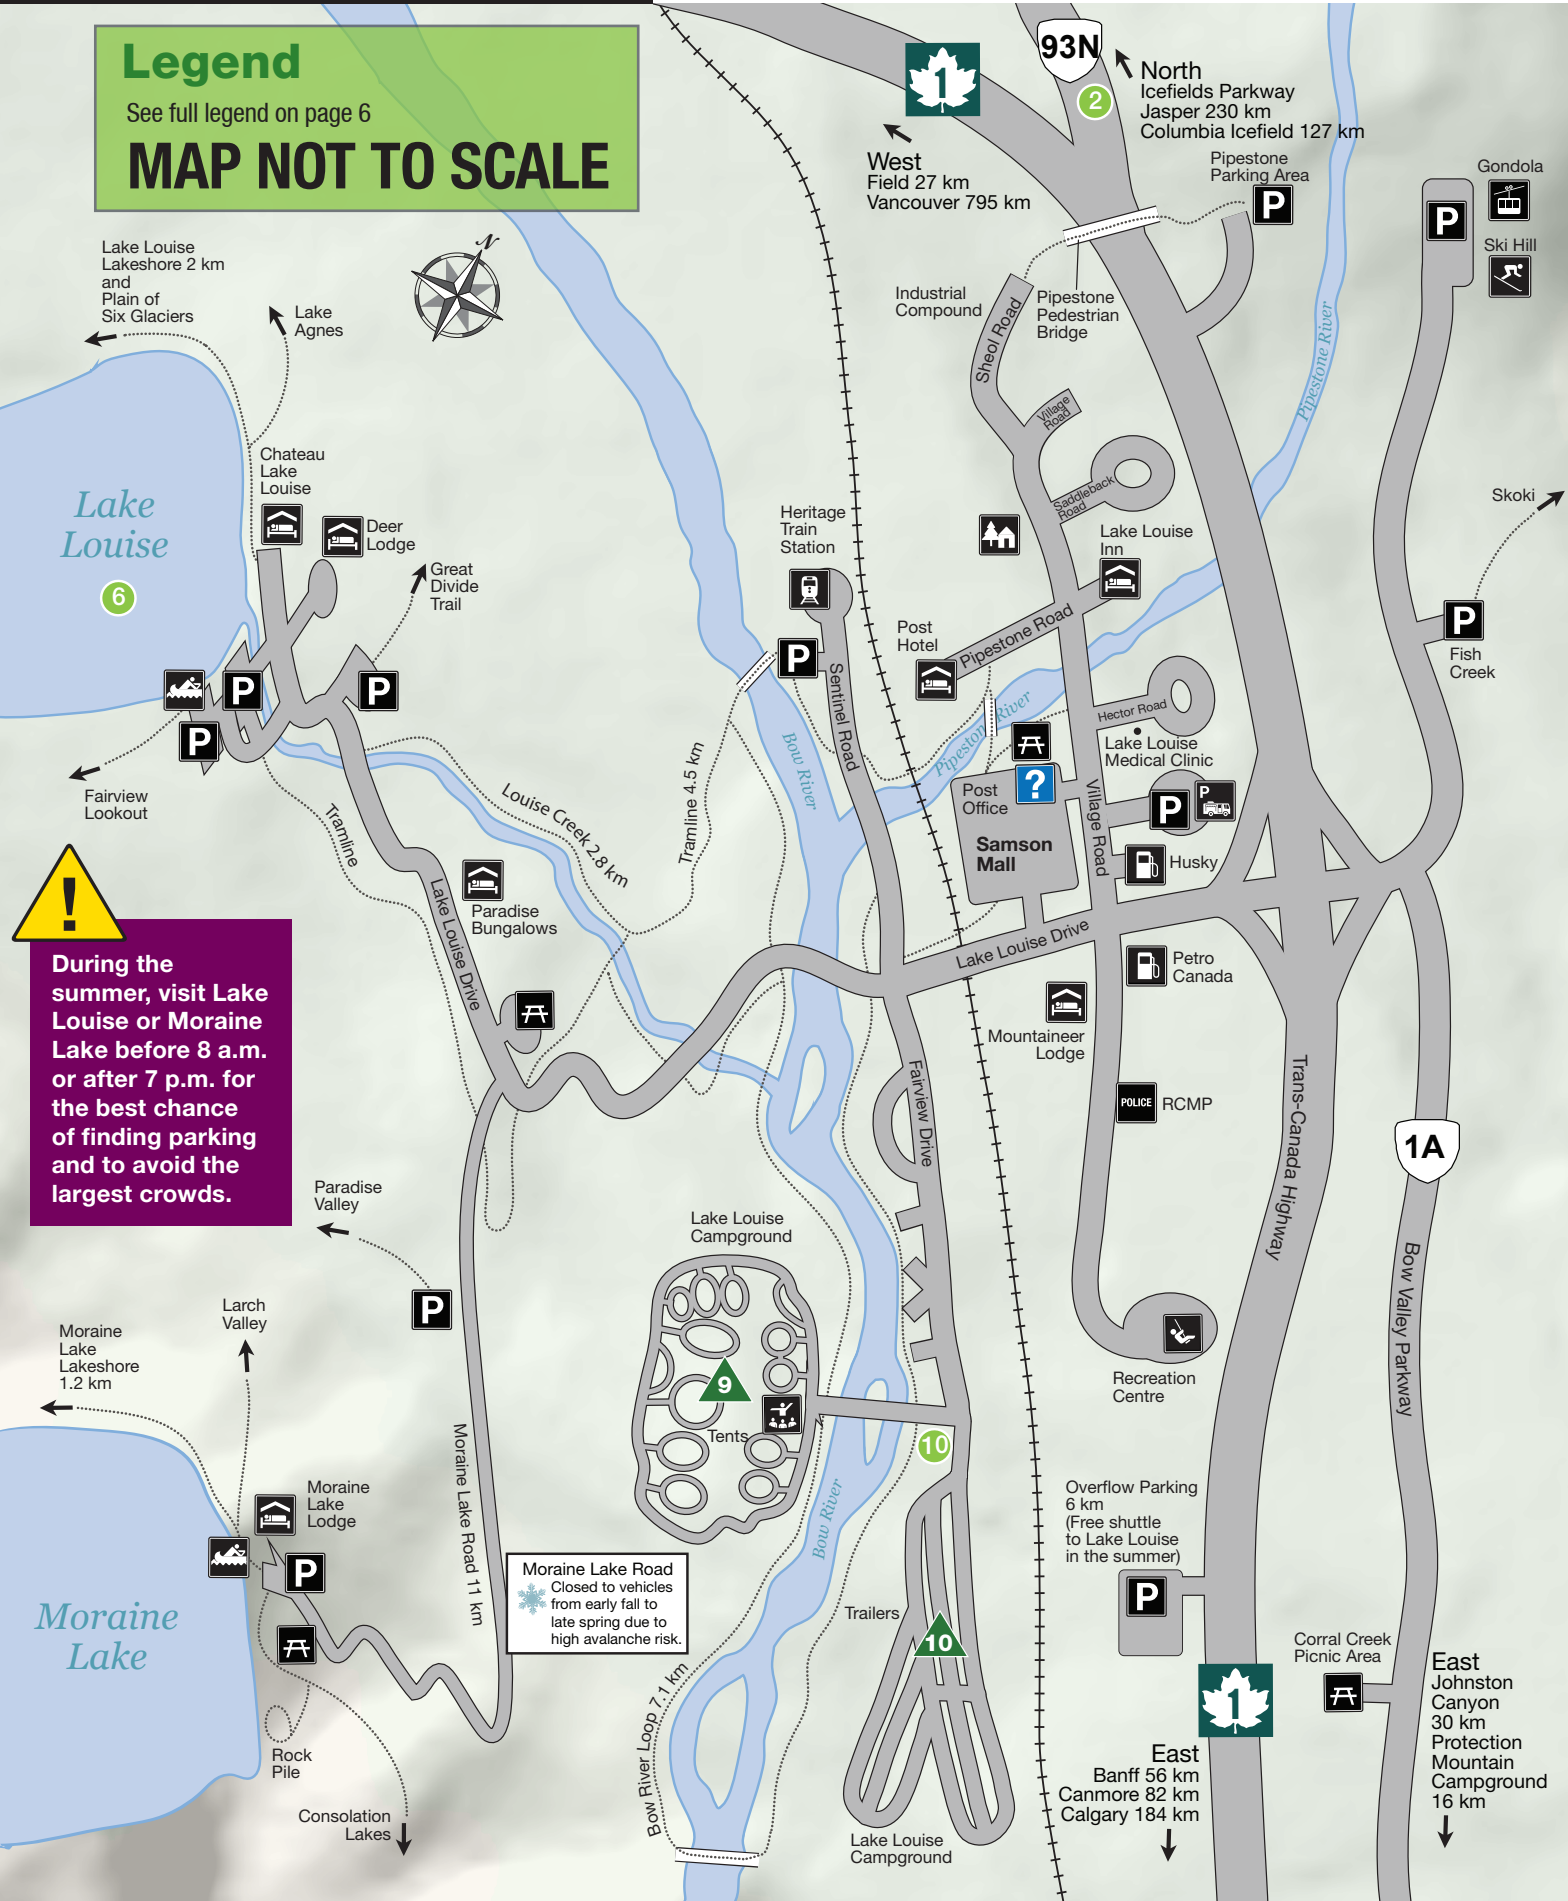 Legend
See full legend on page 6
MAP NOT TO SCALE
1
93N
2
North
Icefields Parkway
Jasper 230 km
Columbia Icefield 127 km
West
Field 27 km
Vancouver 795 km
Pipestone
Parking Area
P
Gondola
P
Ski Hill
Lake Louise
Lakeshore 2 km
and
Plain of
Six Glaciers
N
Lake
Agnes
Industrial
Compound
Sheol Road
Pipestone
Pedestrian
Bridge
Pipestone River
Village
Road
Chateau
Lake
Louise
Saddleback
Road
Skoki
Lake
Louise
6
Deer
Lodge
Heritage
Train
Station
Lake Louise
Inn
Great
Divide
Trail
Post
Hotel
Pipestone Road
P
Fish
Creek
P
P
P
P
Sentinel Road
Pipestone River
Hector Road
Lake Louise
Medical Clinic
Bow River
Tramline 4.5 km
Fairview
Lookout
Tramline
Louise Creek 2.8 km
Post
Office
?
Village Road
P
P
Samson
Mall
Husky
!
During the
summer, visit Lake
Louise or Moraine
Lake before 8 a.m.
or after 7 p.m. for
the best chance
of finding parking
and to avoid the
largest crowds.
Lake Louise Drive
Paradise
Bungalows
Lake Louise Drive
Petro
Canada
Mountaineer
Lodge
Fairview Drive
Trans-Canada Highway
POLICE
RCMP
1A
Paradise
Valley
P
Lake Louise
Campground
9
Tents
Bow Valley Parkway
Larch
Valley
Moraine
Lake
Lakeshore
1.2 km
Recreation
Centre
10
Moraine Lake Road 11 km
Moraine
Lake
Lodge
P
Bow River
Overflow Parking
6 km
(Free shuttle
to Lake Louise
in the summer)
P
Moraine Lake Road
Closed to vehicles
from early fall to
late spring due to
high avalanche risk.
Moraine
Lake
Trailers
10
Corral Creek
Picnic Area
1
East
Johnston
Canyon
30 km
Protection
Mountain
Campground
16 km
Bow River Loop 7.1 km
Rock
Pile
East
Banff 56 km
Canmore 82 km
Calgary 184 km
Consolation
Lakes
Lake Louise
Campground